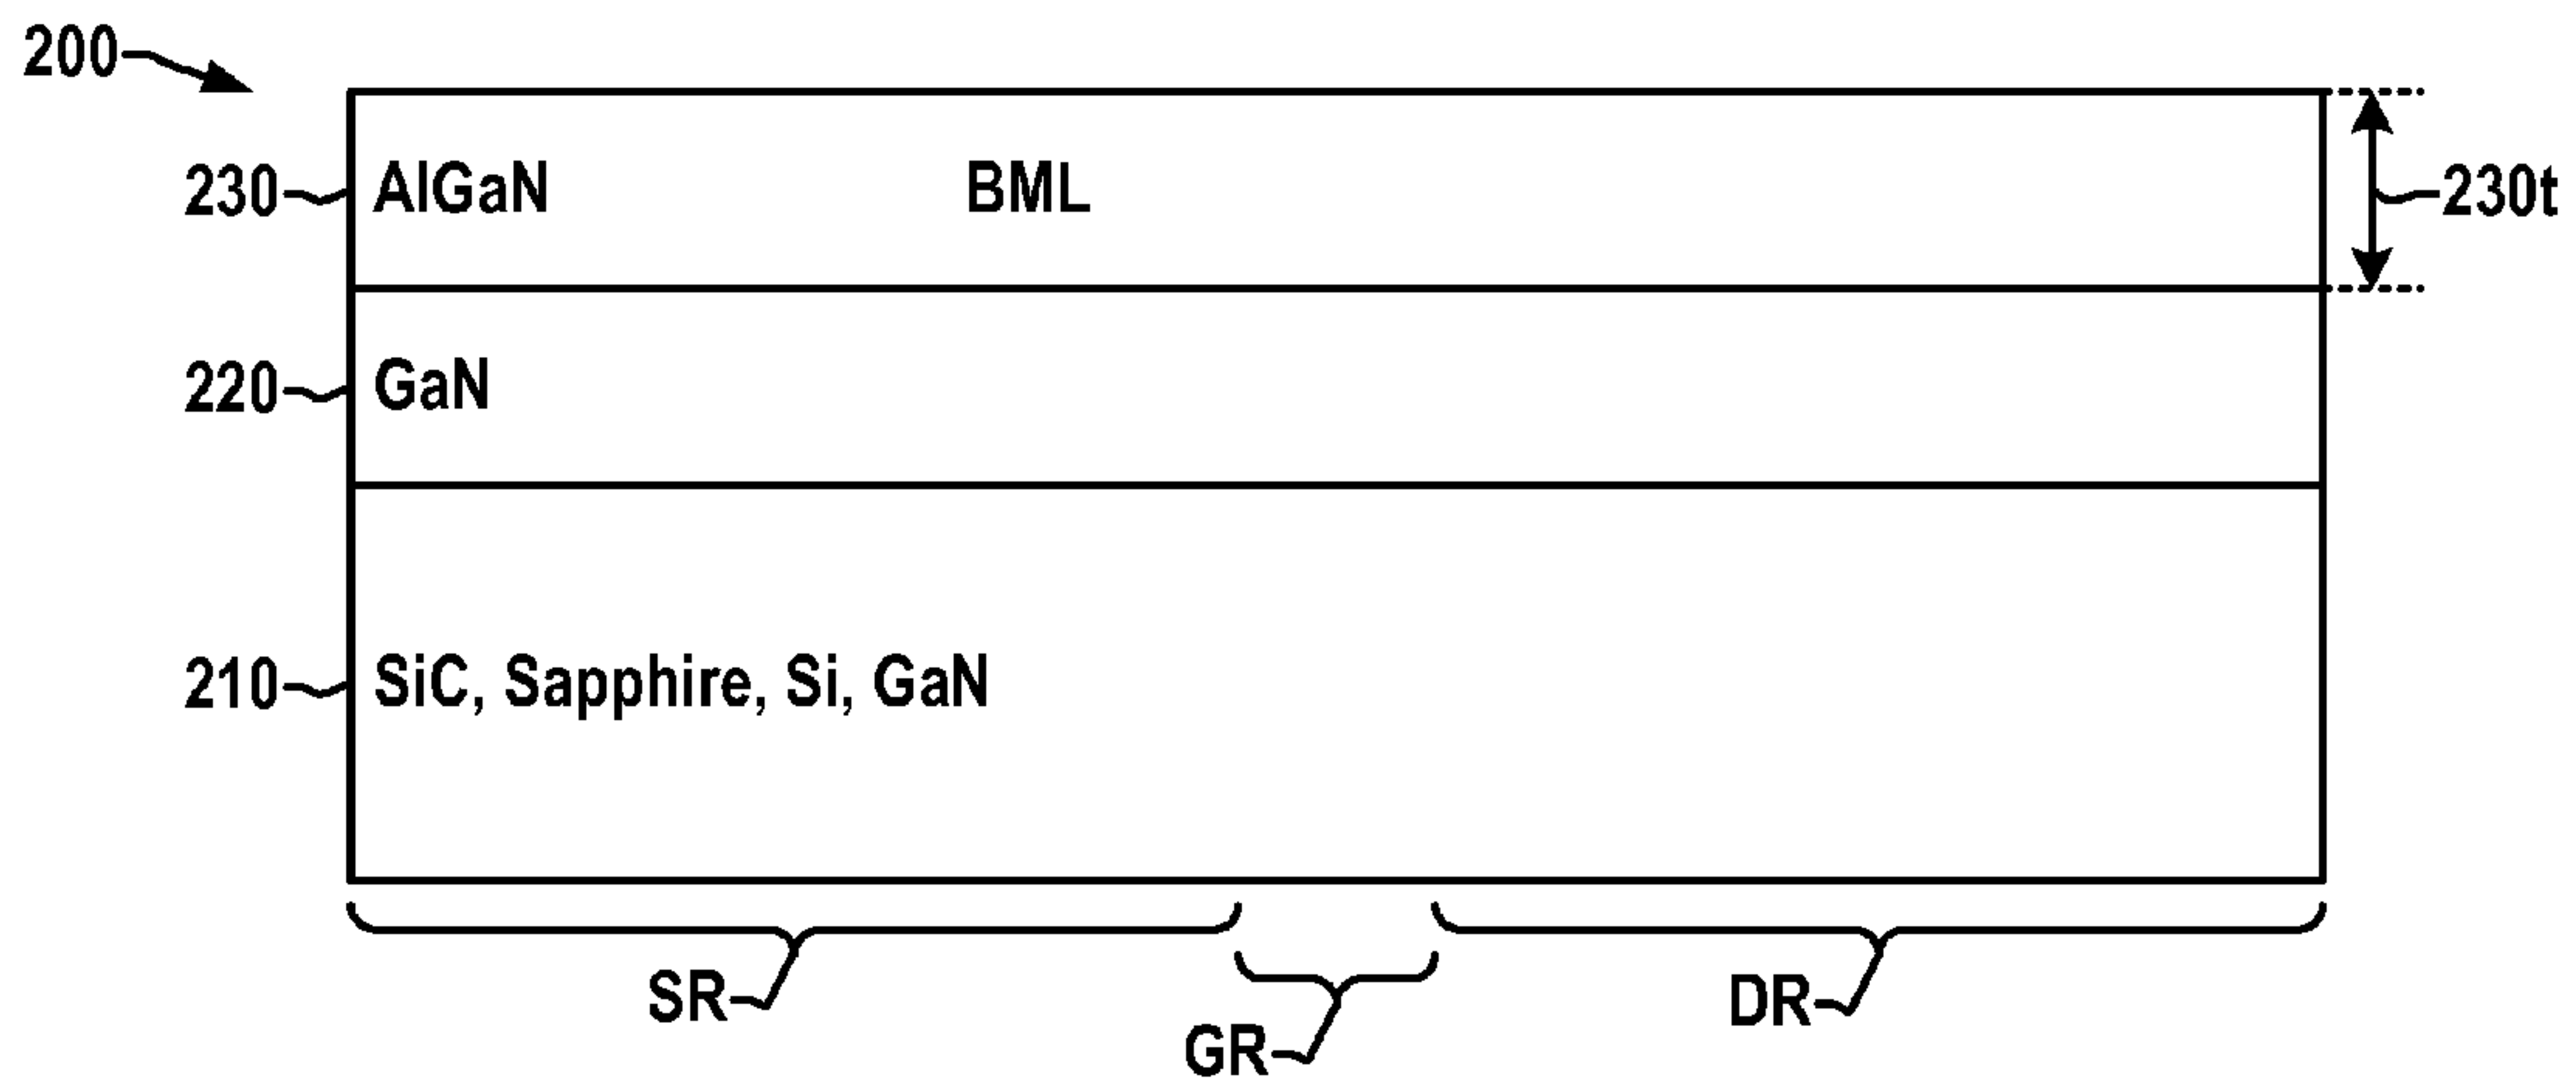 200
230 AlGaN BML 230t
220 GaN
210 SiC, Sapphire, Si, GaN
SR DR
GR